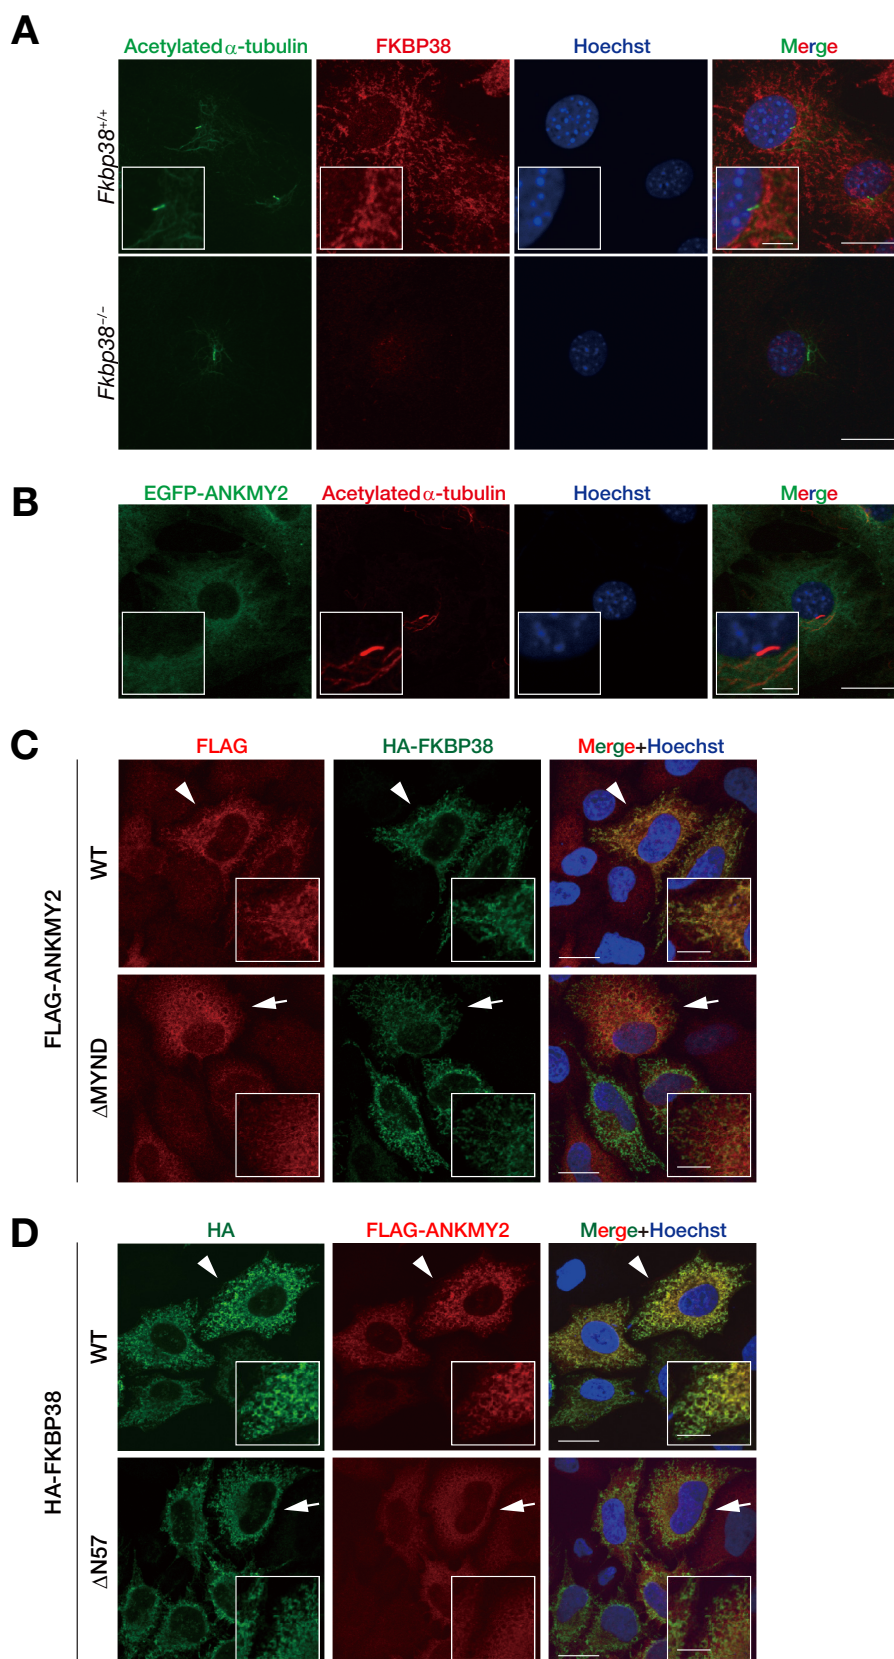 A
Acetylated α-tubulin FKBP38 Hoechst Merge
Fkbp38+/+
Fkbp38−/−
B
EGFP-ANKMY2 Acetylated α-tubulin Hoechst Merge
C
FLAG HA-FKBP38 Merge+Hoechst
FLAG-ANKMY2
WT
ΔMYND
D
HA FLAG-ANKMY2 Merge+Hoechst
HA-FKBP38
WT
ΔN57